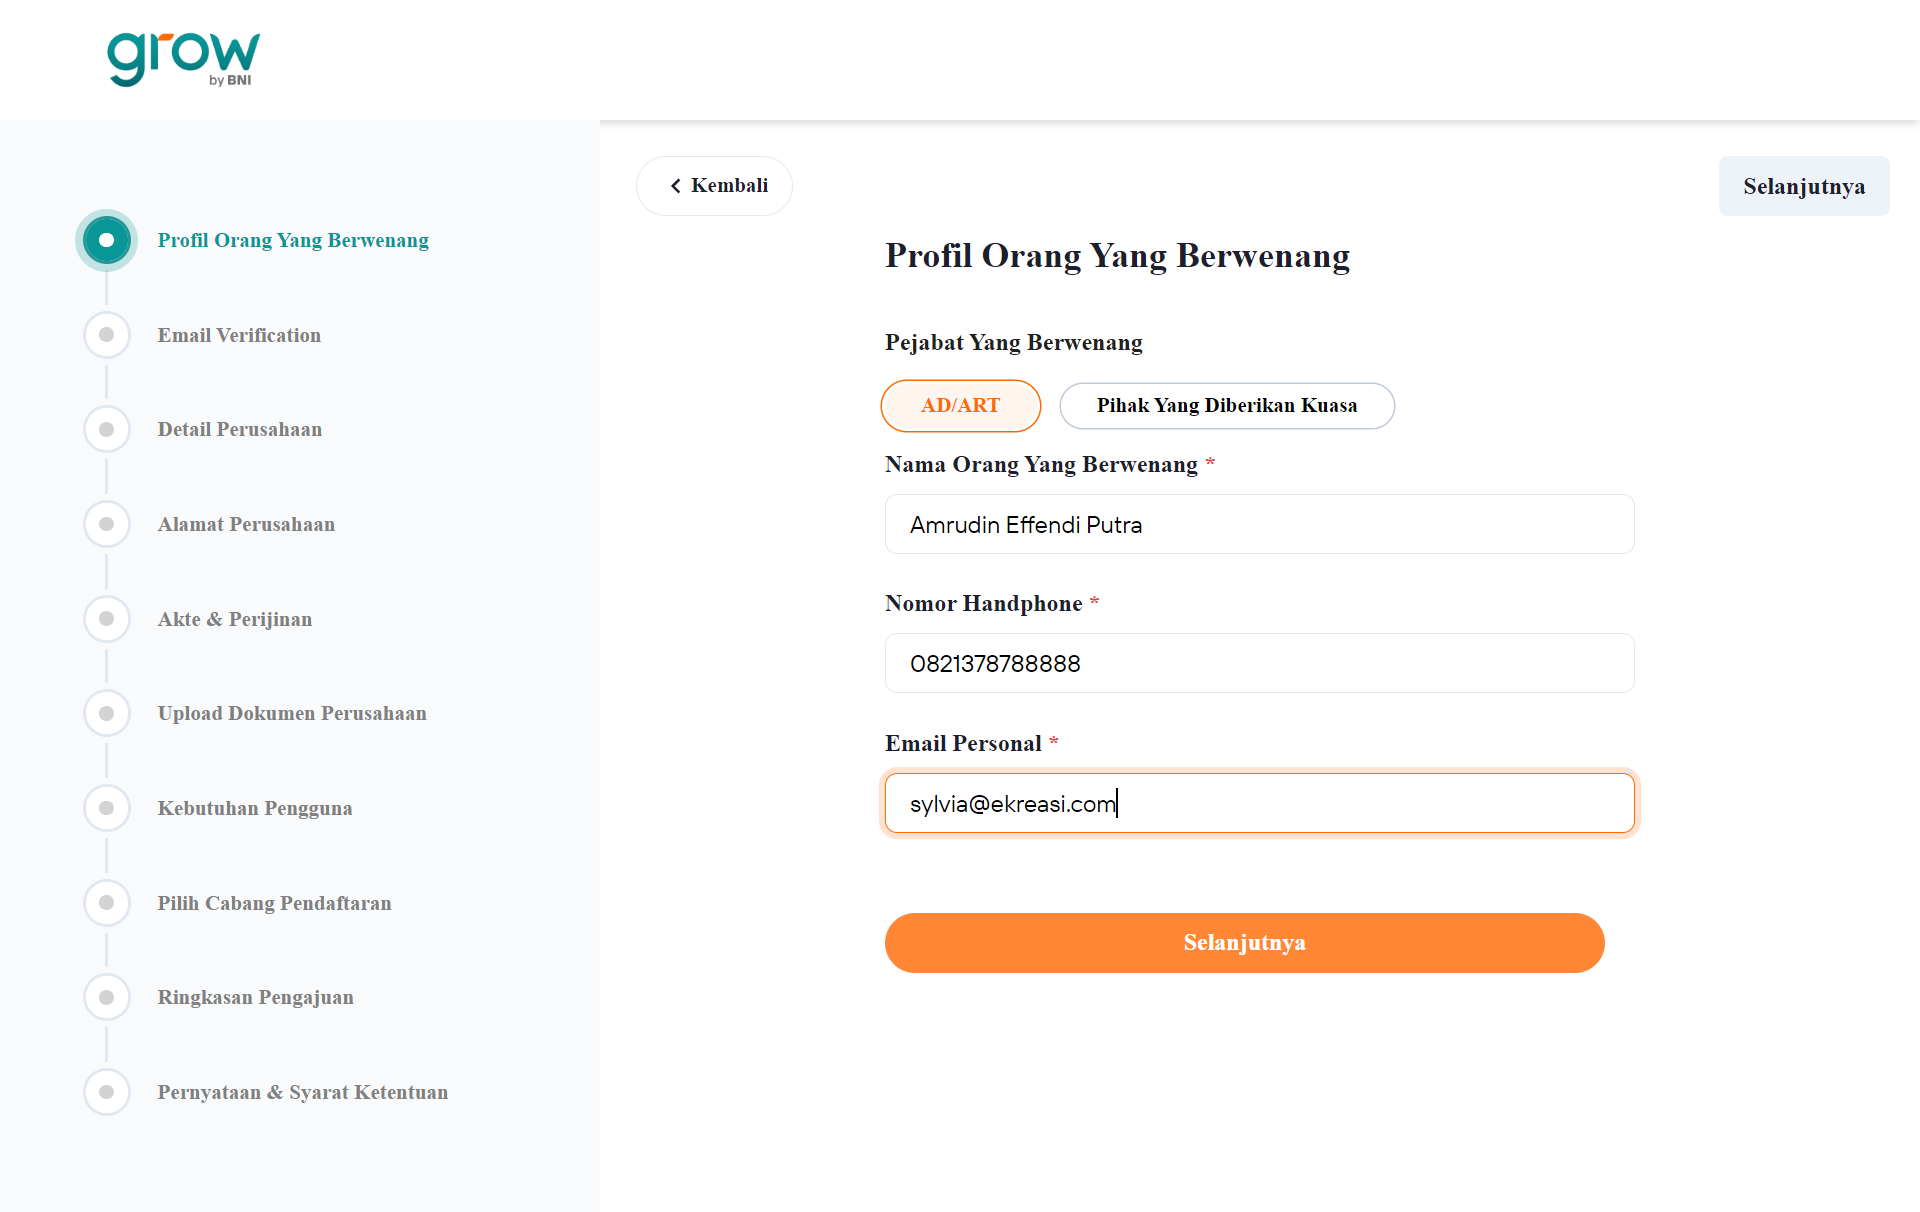 grow
by BNI
Kembali
Selanjutnya
Profil Orang Yang Berwenang
Email Verification
Detail Perusahaan
Alamat Perusahaan
Akte & Perijinan
Upload Dokumen Perusahaan
Kebutuhan Pengguna
Pilih Cabang Pendaftaran
Ringkasan Pengajuan
Pernyataan & Syarat Ketentuan
Profil Orang Yang Berwenang
Pejabat Yang Berwenang
AD/ART Pihak Yang Diberikan Kuasa
Nama Orang Yang Berwenang *
Amrudin Effendi Putra
Nomor Handphone *
0821378788888
Email Personal *
sylvia@ekreasi.com
Selanjutnya